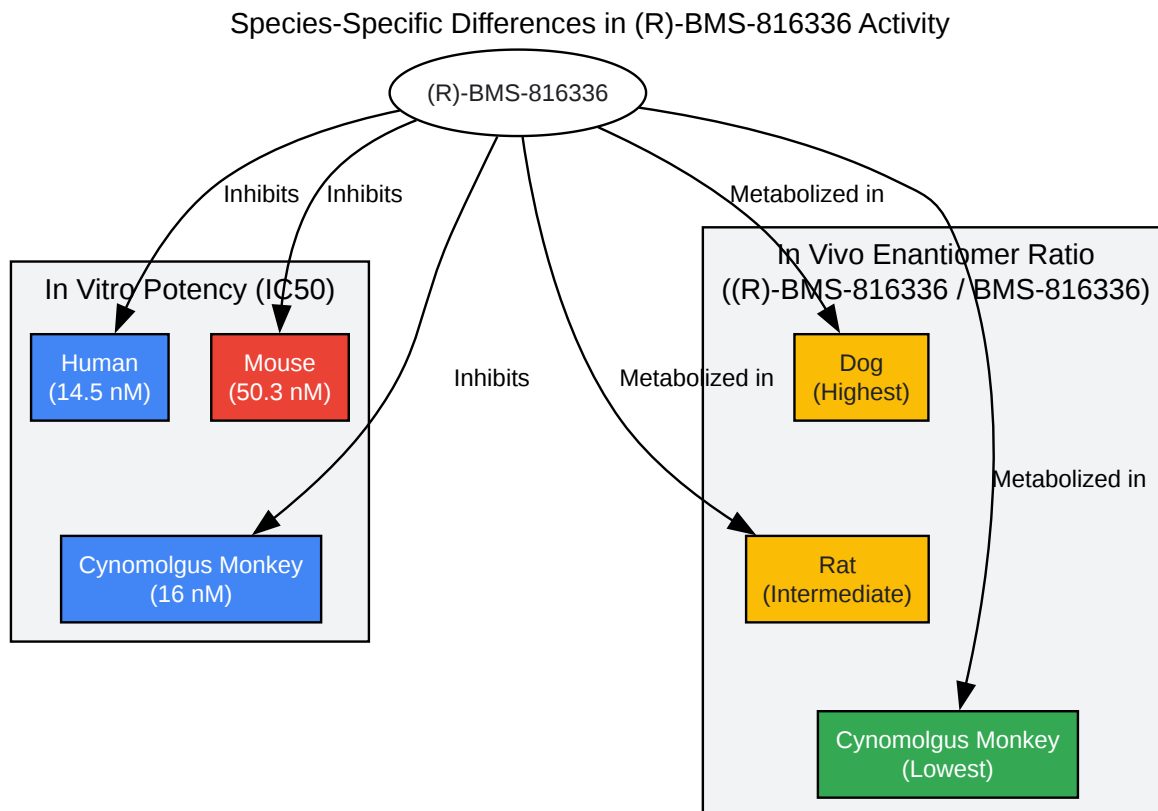 Species-Specific Differences in (R)-BMS-816336 Activity
(R)-BMS-816336
Inhibits
Inhibits
Metabolized in
In Vitro Potency (IC50)
In Vivo Enantiomer Ratio
((R)-BMS-816336 / BMS-816336)
Human
(14.5 nM)
Mouse
(50.3 nM)
Inhibits
Metabolized in
Dog
(Highest)
Metabolized in
Cynomolgus Monkey
(16 nM)
Rat
(Intermediate)
Cynomolgus Monkey
(Lowest)